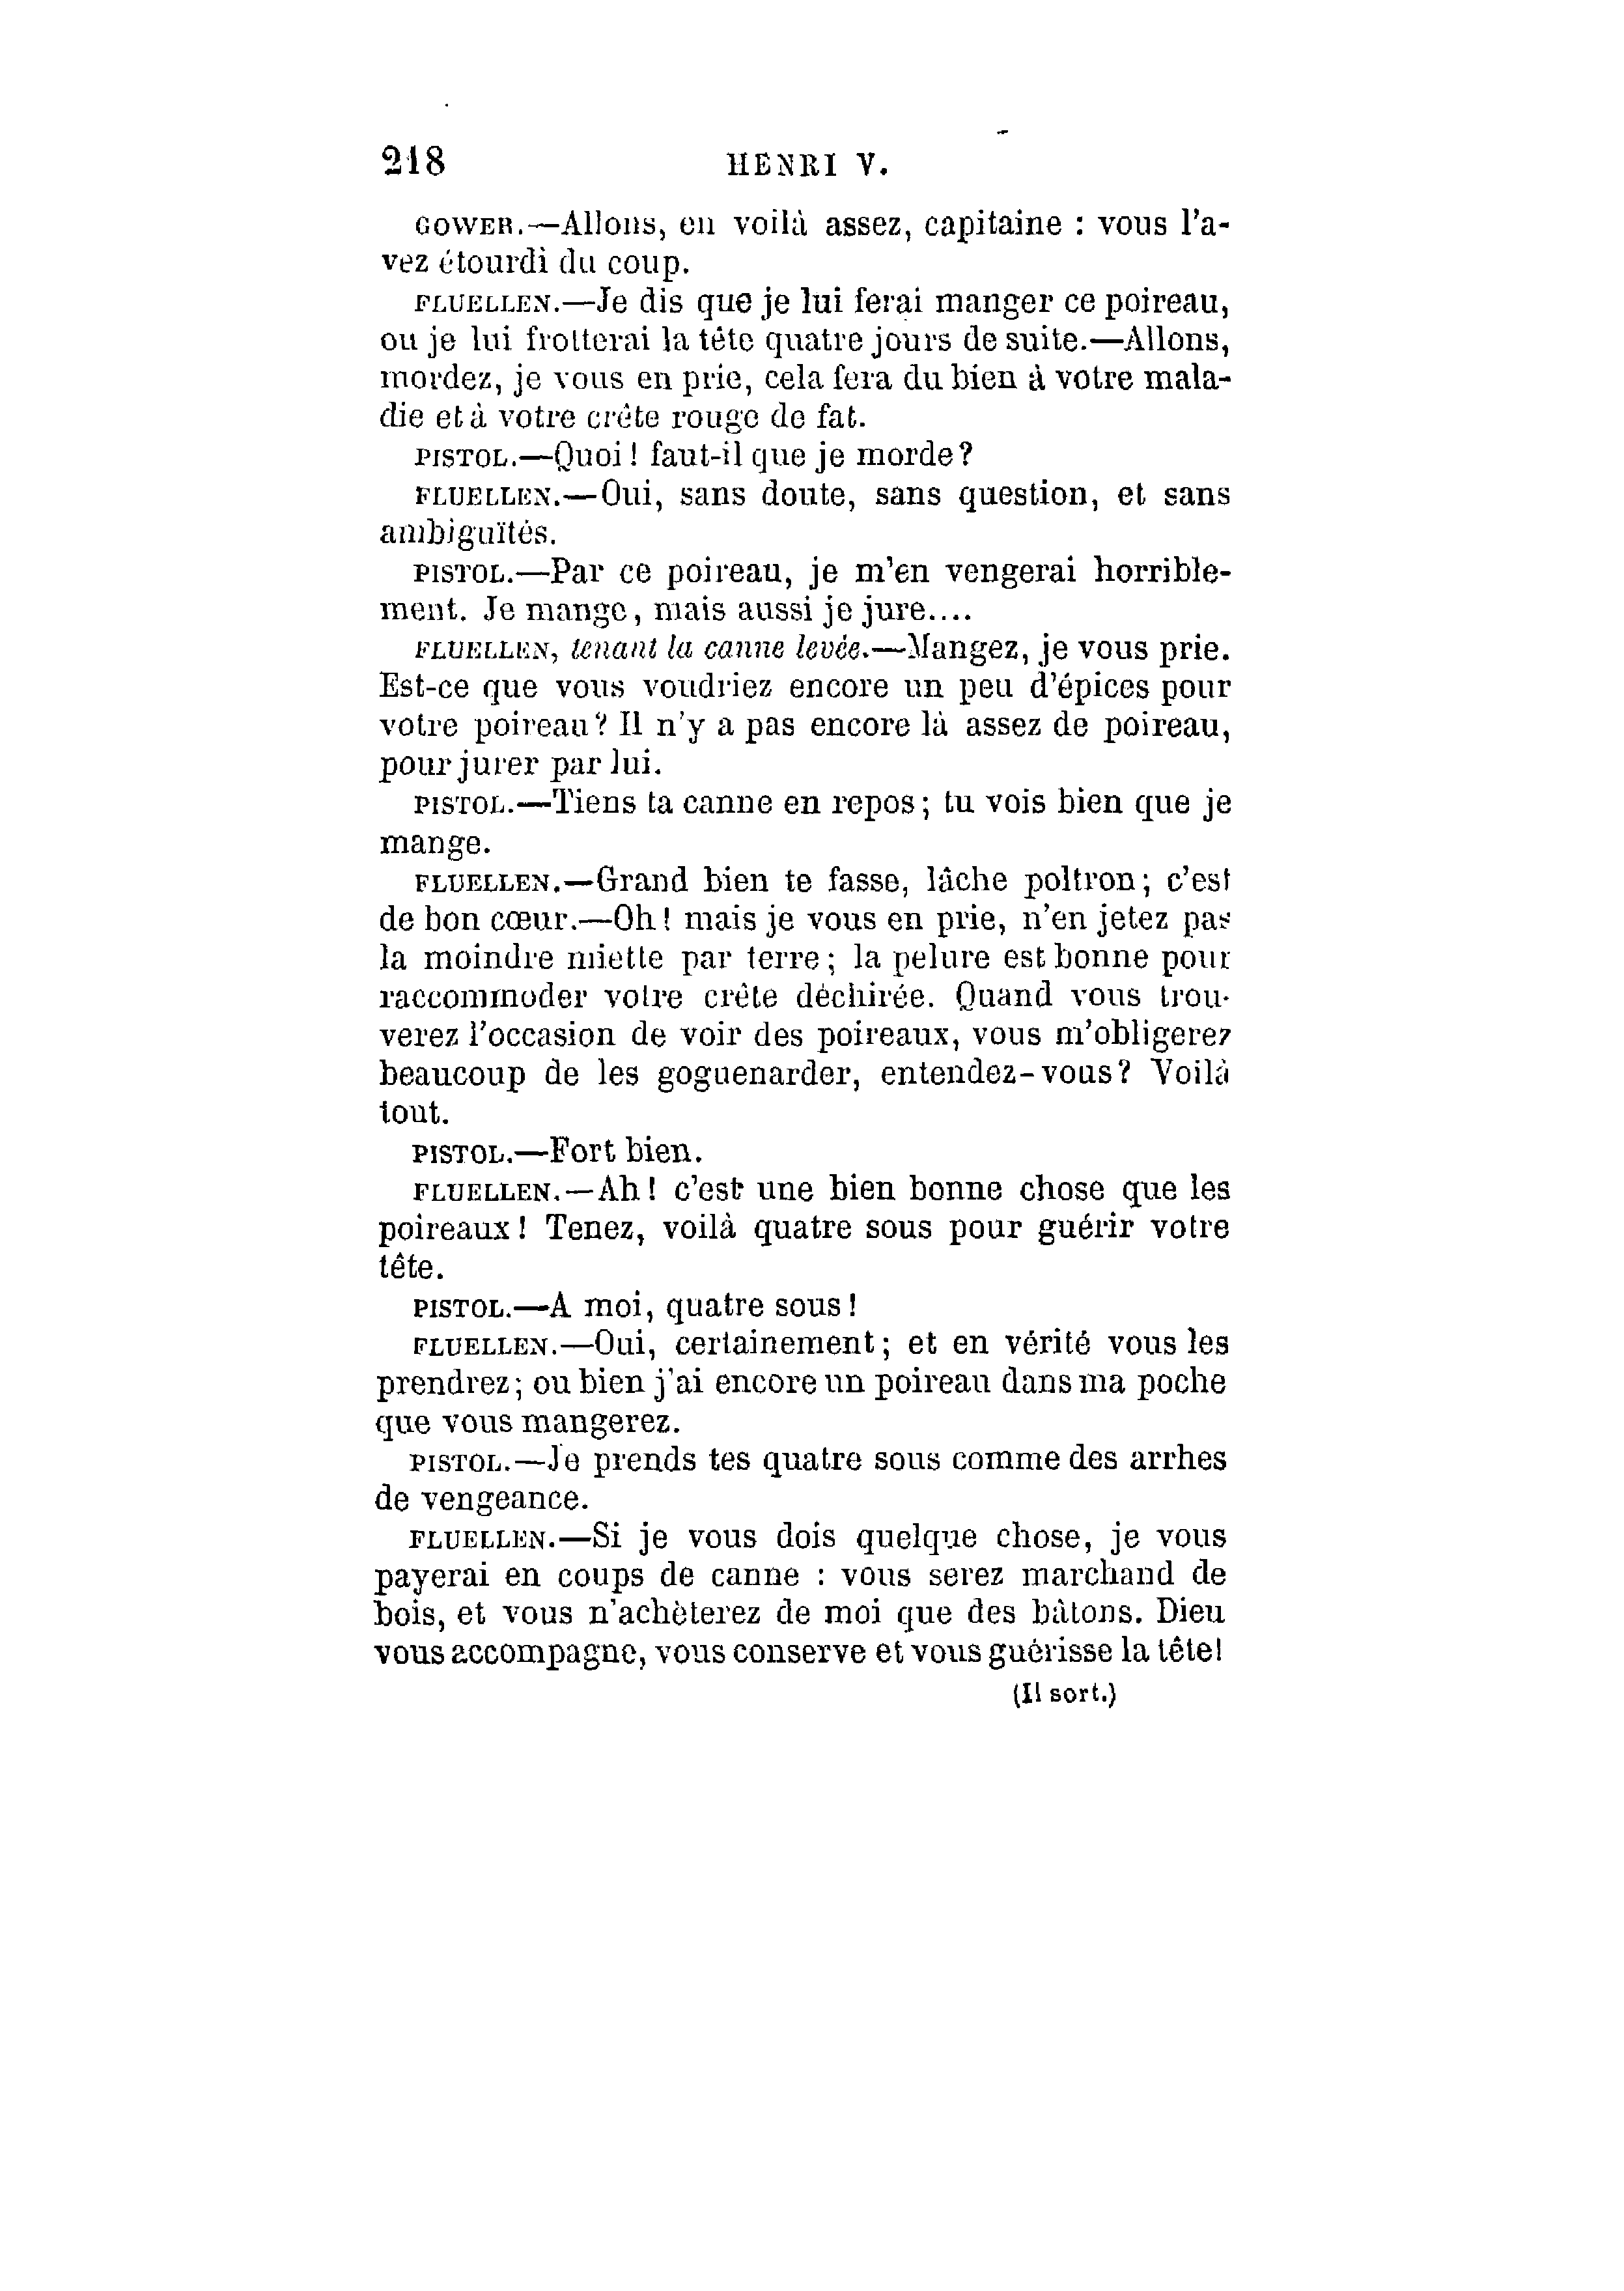 218 HENRI V.
GOWER.—Allons, en voilà assez, capitaine : vous l'a-
vez étourdi du coup.
FLUELLEN.—Je dis que je lui ferai manger ce poireau,
ou je lui frotterai la tête quatre jours de suite.—Allons,
mordez, je vous en prie, cela fera du bien à votre mala-
die et à votre crête rouge de fat.
PISTOL.—Quoi ! faut-il que je morde ?
FLUELLEN.—Oui, sans doute, sans question, et sans
ambiguïtés.
PISTOL.—Par ce poireau, je m'en vengerai horrible-
ment. Je mange, mais aussi je jure....
FLUELLEN, tenant la canne levée.—Mangez, je vous prie.
Est-ce que vous voudriez encore un peu d'épices pour
votre poireau ? Il n'y a pas encore là assez de poireau,
pour jurer par lui.
PISTOL.—Tiens ta canne en repos ; tu vois bien que je
mange.
FLUELLEN.—Grand bien te fasse, lâche poltron ; c'est
de bon cœur.—Oh ! mais je vous en prie, n'en jetez pas
la moindre miette par terre ; la pelure est bonne pour
raccommoder votre crête déchirée. Quand vous trou-
verez l'occasion de voir des poireaux, vous m'obligerez
beaucoup de les goguenarder, entendez-vous ? Voilà
tout.
PISTOL.—Fort bien.
FLUELLEN.—Ah ! c'est une bien bonne chose que les
poireaux ! Tenez, voilà quatre sous pour guérir votre
tête.
PISTOL.—A moi, quatre sous !
FLUELLEN.—Oui, certainement ; et en vérité vous les
prendrez ; ou bien j'ai encore un poireau dans ma poche
que vous mangerez.
PISTOL.—Je prends tes quatre sous comme des arrhes
de vengeance.
FLUELLEN.—Si je vous dois quelque chose, je vous
payerai en coups de canne : vous serez marchand de
bois, et vous n'achèterez de moi que des bâtons. Dieu
vous accompagne, vous conserve et vous guérisse la tête !
(Il sort.)